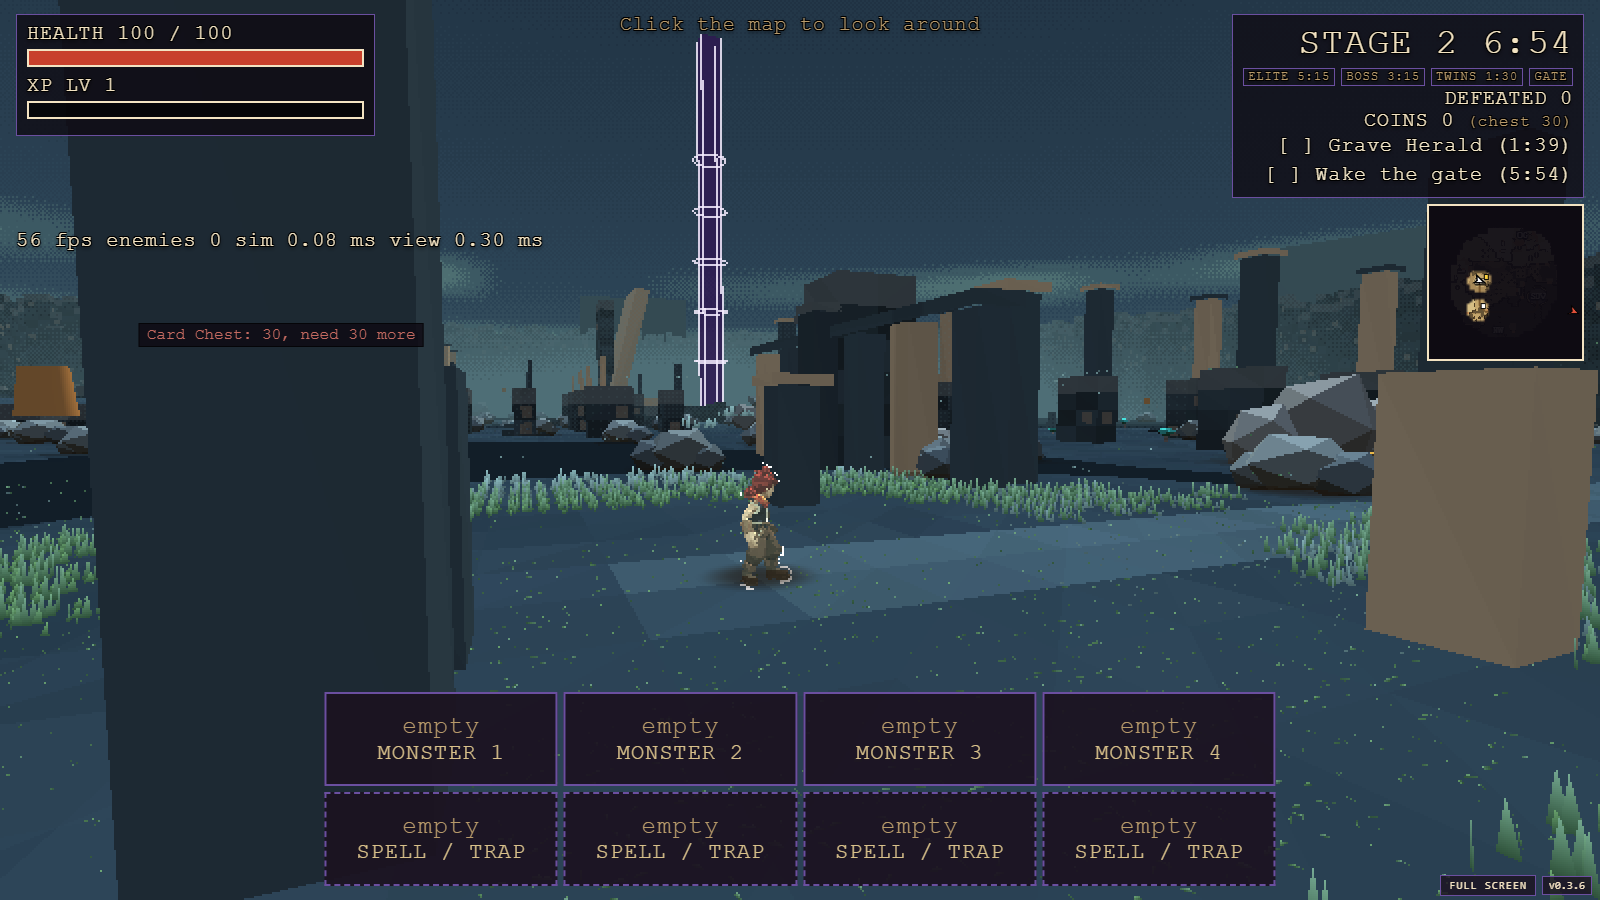 Click the map to look around
HEALTH 100 / 100
XP LV 1
STAGE 2 6:54
ELITE 5:15 BOSS 3:15 TWINS 1:30 GATE
DEFEATED 0
COINS 0 (chest 30)
[ ] Grave Herald (1:39)
[ ] Wake the gate (5:54)
56 fps enemies 0 sim 0.08 ms view 0.30 ms
Card Chest: 30, need 30 more
empty empty empty empty
MONSTER 1 MONSTER 2 MONSTER 3 MONSTER 4
empty empty empty empty
SPELL / TRAP SPELL / TRAP SPELL / TRAP SPELL / TRAP
FULL SCREEN v0.3.6